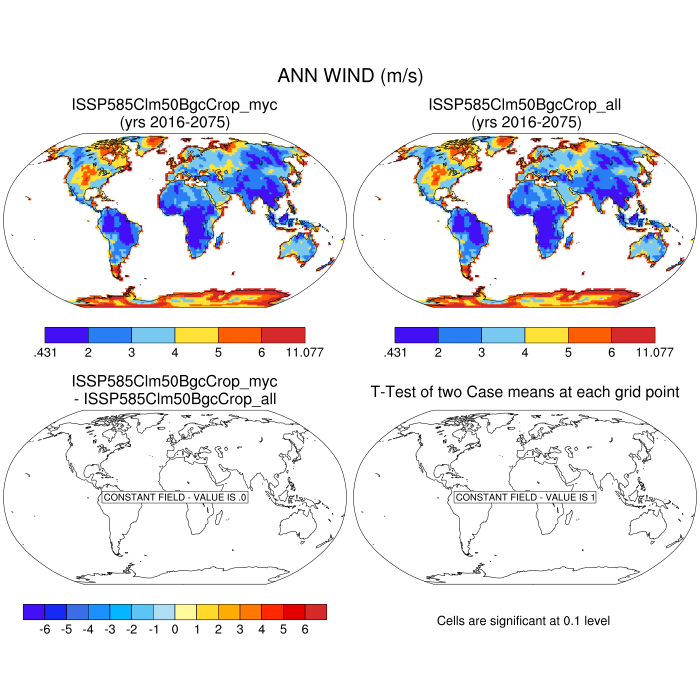 ANN WIND (m/s)
ISSP585Clm50BgcCrop_myc
(yrs 2016-2075)
ISSP585Clm50BgcCrop_all
(yrs 2016-2075)
.431 2 3 4 5 6 11.077
.431 2 3 4 5 6 11.077
ISSP585Clm50BgcCrop_myc
- ISSP585Clm50BgcCrop_all
T-Test of two Case means at each grid point
CONSTANT FIELD - VALUE IS .0
CONSTANT FIELD - VALUE IS 1
-6 -5 -4 -3 -2 -1 0 1 2 3 4 5 6
Cells are significant at 0.1 level